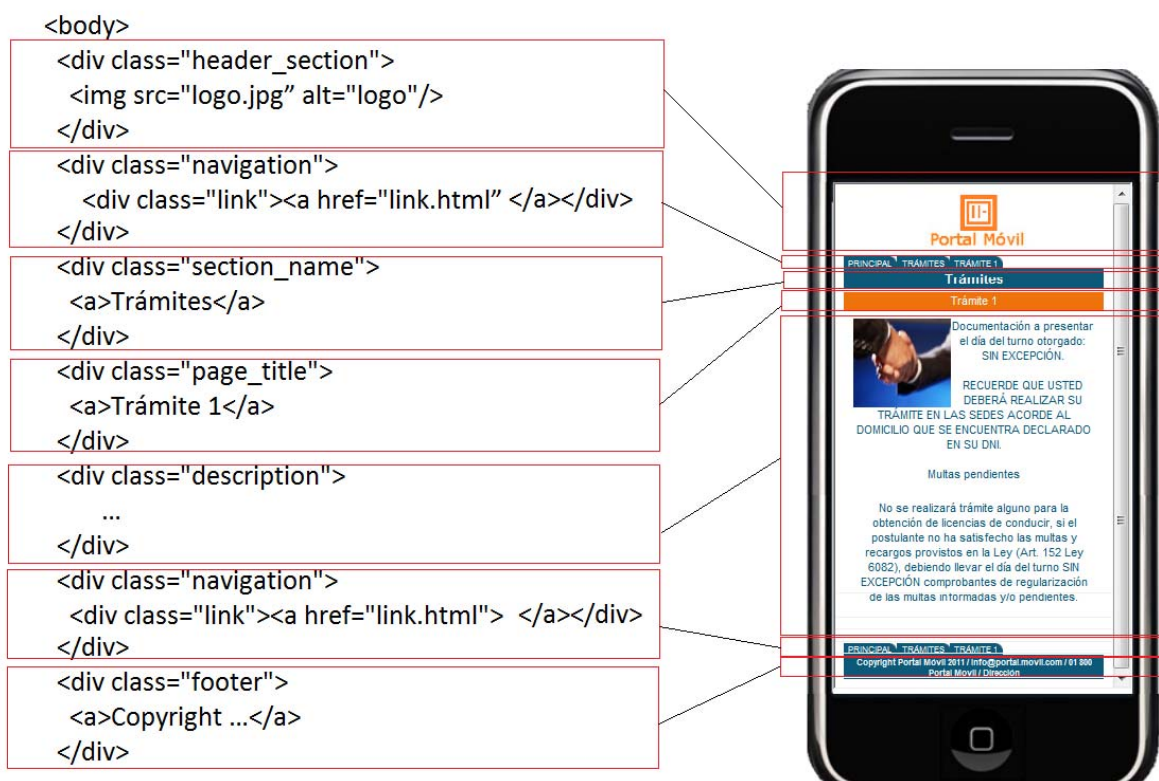 <body>
<div class="header_section">
<img src="logo.jpg” alt="logo"/>
</div>
<div class="navigation">
<div class="link"><a href="link.html” </a></div>
</div>
<div class="section_name">
<a>Trámites</a>
</div>
<div class="page_title">
<a>Trámite 1</a>
</div>
<div class="description">
...
</div>
<div class="navigation">
<div class="link"><a href="link.html">  </a></div>
</div>
<div class="footer">
<a>Copyright ...</a>
</div>
Portal Móvil
PRINCIPAL TRÁMITES TRÁMITE 1
Trámites
Trámite 1
Documentación a presentar
el día del turno otorgado:
SIN EXCEPCIÓN.
RECUERDE QUE USTED
DEBERÁ REALIZAR SU
TRÁMITE EN LAS SEDES ACORDE AL
DOMICILIO QUE SE ENCUENTRA DECLARADO
EN SU DNI.
Multas pendientes
No se realizará trámite alguno para la
obtención de licencias de conducir, si el
postulante no ha satisfecho las multas y
recargos provistos en la Ley (Art. 152 Ley
6082), debiendo llevar el día del turno SIN
EXCEPCIÓN comprobantes de regularización
de las multas informadas y/o pendientes.
PRINCIPAL TRÁMITES TRÁMITE 1
Copyright Portal Móvil 2011 / info@portal.movil.com / 01 800
Portal Movil / Dirección